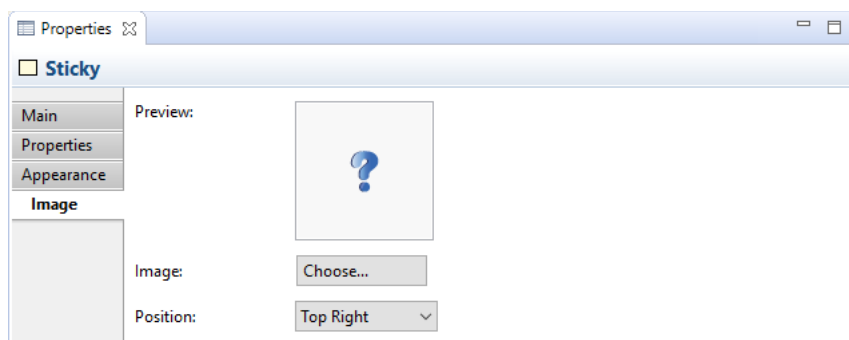 Properties
Sticky
Main
Properties
Appearance
Image
Preview:
Image:
Choose...
Position:
Top Right